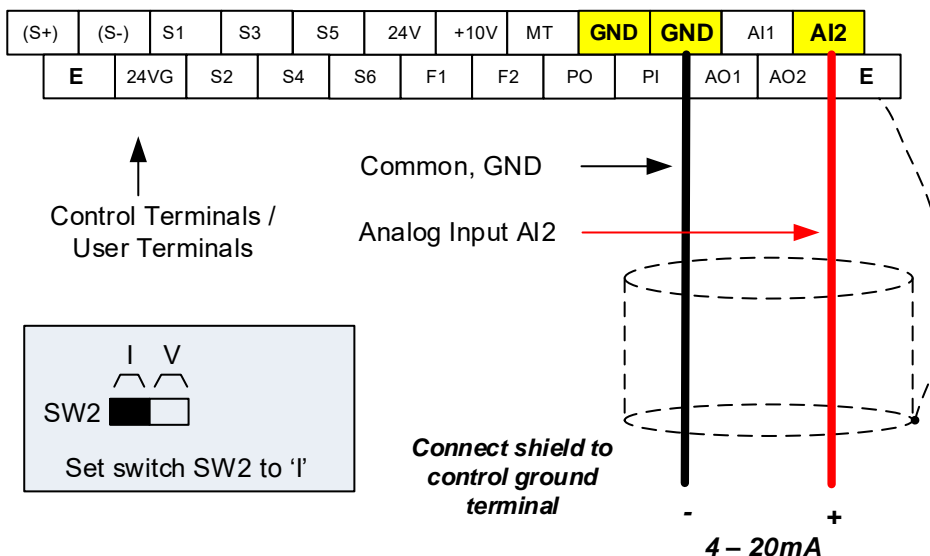 (S+) (S-) S1 S3 S5 24V +10V MT GND GND AI1 AI2
E 24VG S2 S4 S6 F1 F2 PO PI AO1 AO2 E
Common, GND
Control Terminals /
User Terminals
Analog Input AI2
I V
SW2
Set switch SW2 to 'I'
Connect shield to
control ground
terminal
- +
4 – 20mA